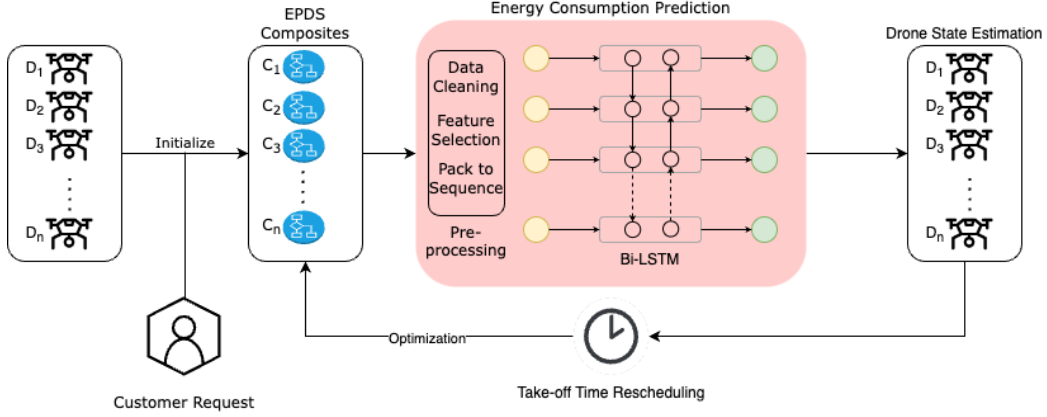 D1
D2
D3
Dn
Initialize
Customer Request
EPDS
Composites
C1
C2
C3
Cn
Energy Consumption Prediction
Data
Cleaning
Feature
Selection
Pack to
Sequence
Pre-
processing
Bi-LSTM
Drone State Estimation
D1
D2
D3
Dn
Optimization
Take-off Time Rescheduling